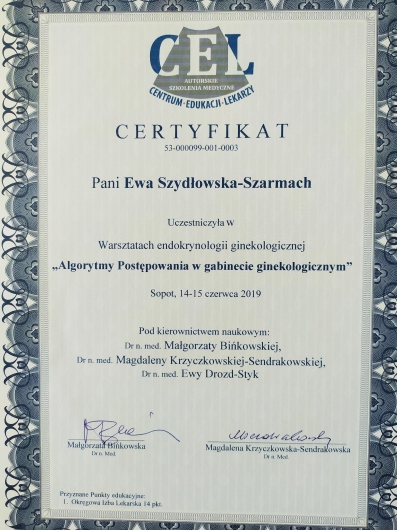 CEL
AUTORSKIE
SZKOLENIA MEDYCZNE
CENTRUM·EDUKACJI·LEKARZY
CERTYFIKAT
53-000099-001-0003
Pani Ewa Szydłowska-Szarmach
Uczestniczyła w
Warsztatach endokrynologii ginekologicznej
„Algorytmy Postępowania w gabinecie ginekologicznym”
Sopot, 14-15 czerwca 2019
Pod kierownictwem naukowym:
Dr n. med. Małgorzaty Bińkowskiej,
Dr n. med. Magdaleny Krzyczkowskiej-Sendrakowskiej,
Dr n. med. Ewy Drozd-Styk
Małgorzata Bińkowska
Dr n. Med.
Magdalena Krzyczkowska-Sendrakowska
Dr n. Med.
Przyznane Punkty edukacyjne:
1. Okręgowa Izba Lekarska 14 pkt.